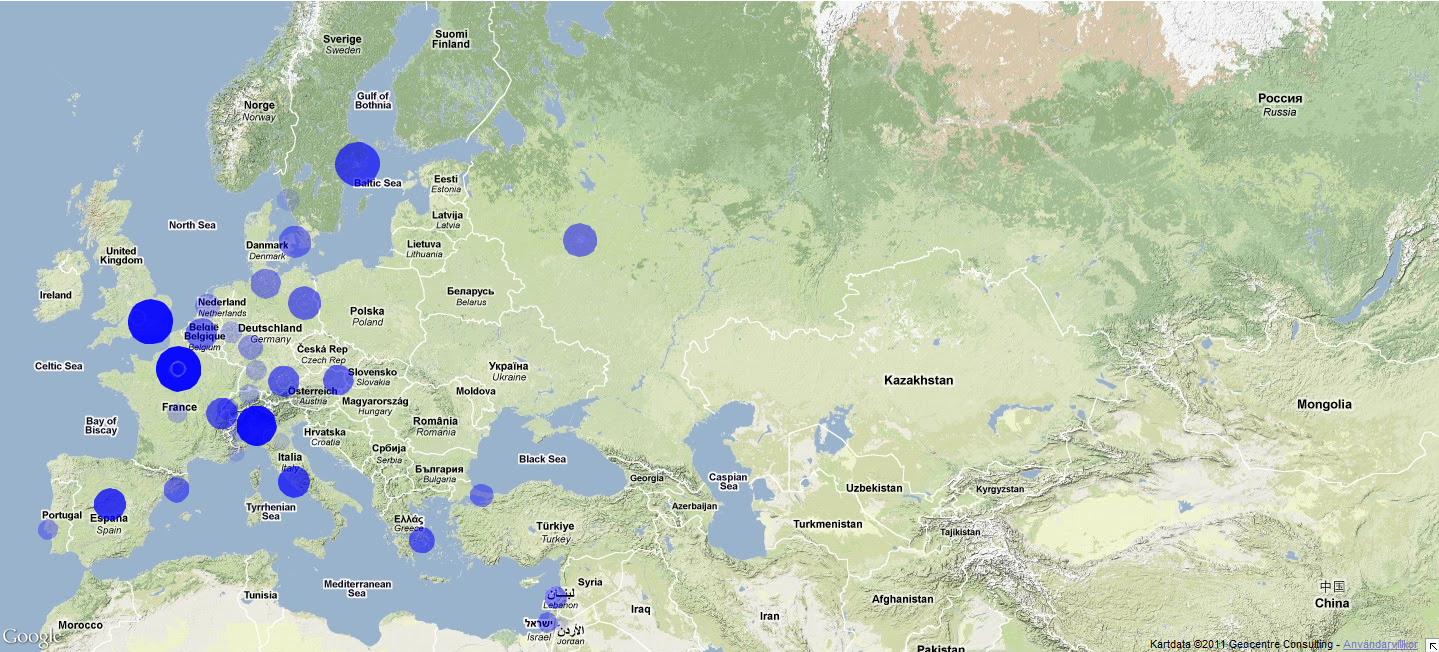 Sverige
Sweden
Suomi
Finland
Norge
Norway
Gulf of
Bothnia
Россия
Russia
Baltic Sea
Eesti
Estonia
North Sea
Latvija
Latvia
United
Kingdom
Danmark
Denmark
Lietuva
Lithuania
Ireland
Nederland
Netherlands
Беларусь
Belarus
België
Belgique
Belgium
Deutschland
Germany
Polska
Poland
Celtic Sea
Česká Rep
Czech Rep
Slovensko
Slovakia
Україна
Ukraine
Kazakhstan
Österreich
Austria
Magyarország
Hungary
Moldova
Mongolia
France
Bay of
Biscay
Hrvatska
Croatia
România
Romania
Србија
Serbia
Italia
Italy
България
Bulgaria
Black Sea
Georgia
Caspian
Sea
Uzbekistan
Kyrgyzstan
Portugal
España
Spain
Tyrrhenian
Sea
Ελλάς
Greece
Türkiye
Turkey
Azerbaijan
Turkmenistan
Tajikistan
Mediterranean
Sea
Syria
لبنان
Lebanon
Tunisia
Iraq
Iran
Afghanistan
中国
China
Morocco
ישראל
Israel
الأردن
Jordan
Pakistan
Google
Kartdata ©2011 Geocentre Consulting - Användarvillkor